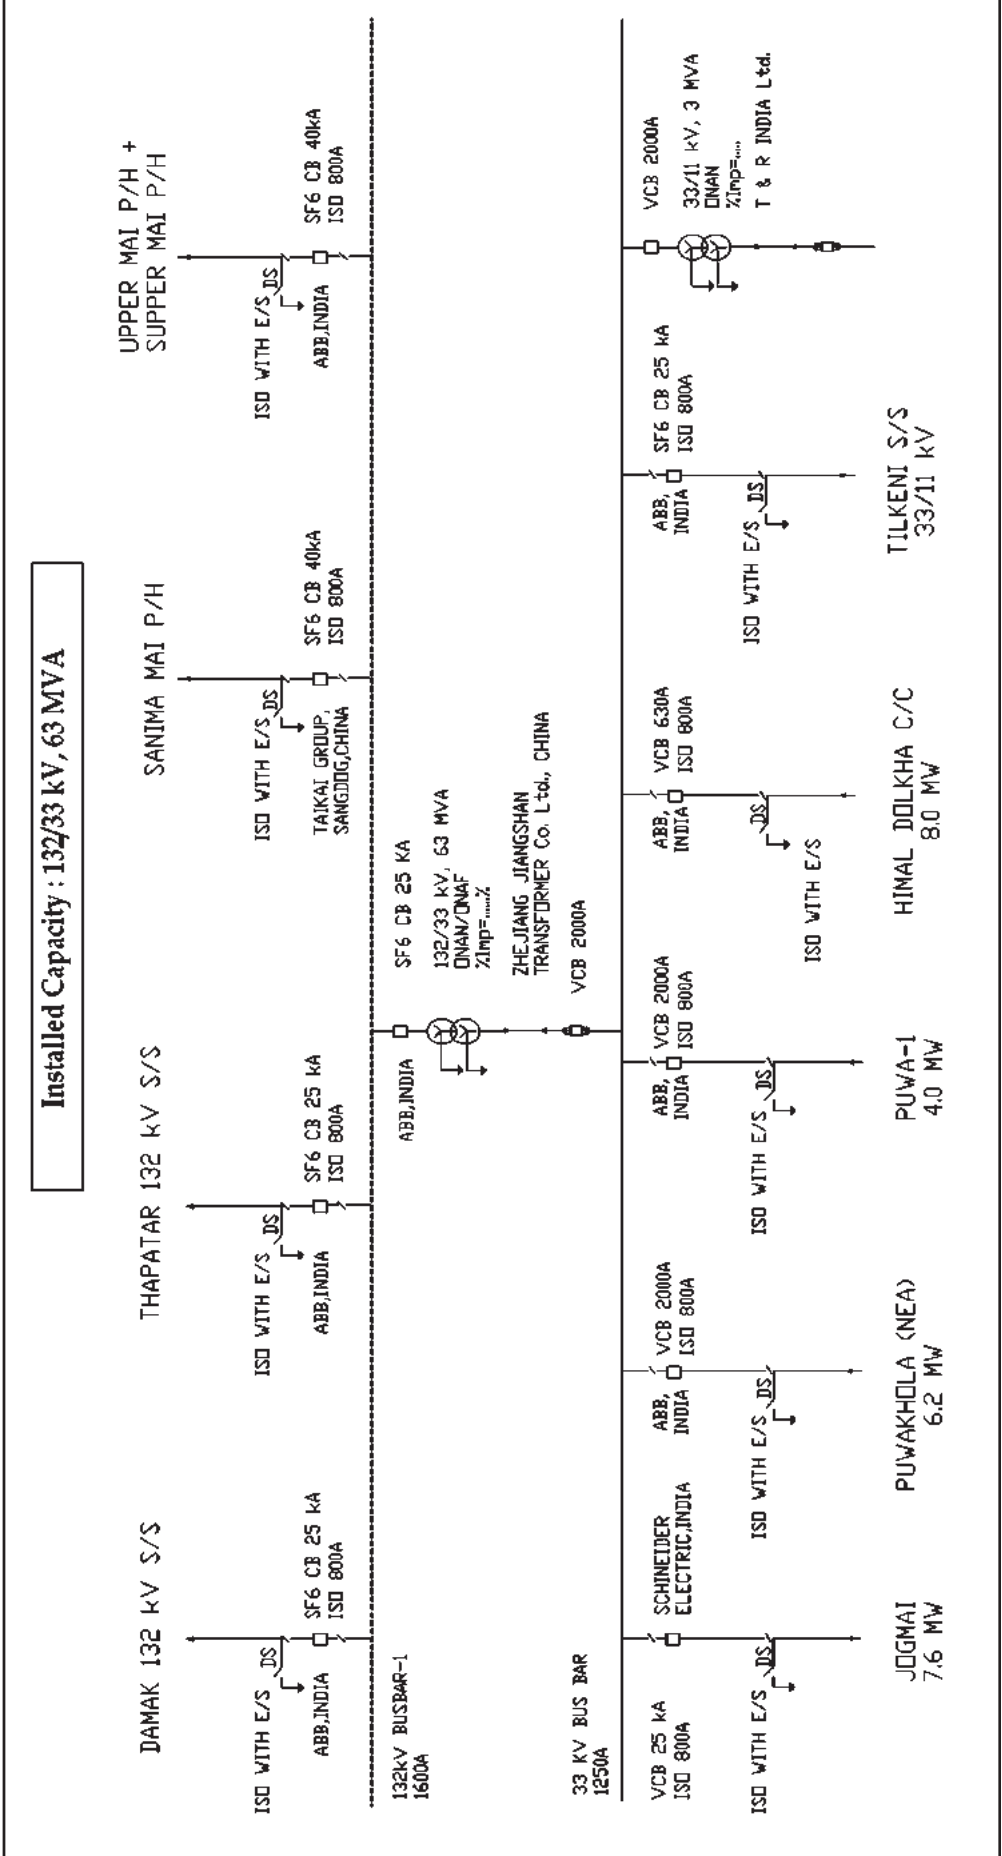 Installed Capacity : 132/33 kV, 63 MVA
DAMAK 132 kV S/S
ISO WITH E/S
DS
SF6 CB 25 kA
ISO 800A
ABB,INDIA
THAPATAR 132 kV S/S
ISO WITH E/S
DS
SF6 CB 25 kA
ISO 800A
ABB,INDIA
SANIMA MAI P/H
ISO WITH E/S
DS
SF6 CB 40kA
ISO 800A
TAIKAI GROUP,
SANGDOG,CHINA
UPPER MAI P/H +
SUPPER MAI P/H
ISO WITH E/S
DS
SF6 CB 40kA
ISO 800A
ABB,INDIA
132kV BUSBAR-1
1600A
ABB,INDIA
SF6 CB 25 KA
132/33 kV, 63 MVA
ONAN/ONAF
%Imp=......%
ZHEJIANG JIANGSHAN
TRANSFORMER Co. Ltd., CHINA
VCB 2000A
33 KV BUS BAR
1250A
VCB 25 kA
ISO 800A
SCHINEIDER
ELECTRIC,INDIA
ISO WITH E/S
DS
JOGMAI
7.6 MW
ABB,
INDIA
VCB 2000A
ISO 800A
ISO WITH E/S
DS
PUWAKHOLA (NEA)
6.2 MW
ABB,
INDIA
VCB 2000A
ISO 800A
ISO WITH E/S
DS
PUWA-1
4.0 MW
ABB,
INDIA
VCB 630A
ISO 800A
DS
ISO WITH E/S
HIMAL DOLKHA C/C
8.0 MW
ABB,
INDIA
SF6 CB 25 kA
ISO 800A
ISO WITH E/S
DS
TILKENI S/S
33/11 kV
VCB 2000A
33/11 kV, 3 MVA
ONAN
%Imp=.....
T & R INDIA Ltd.